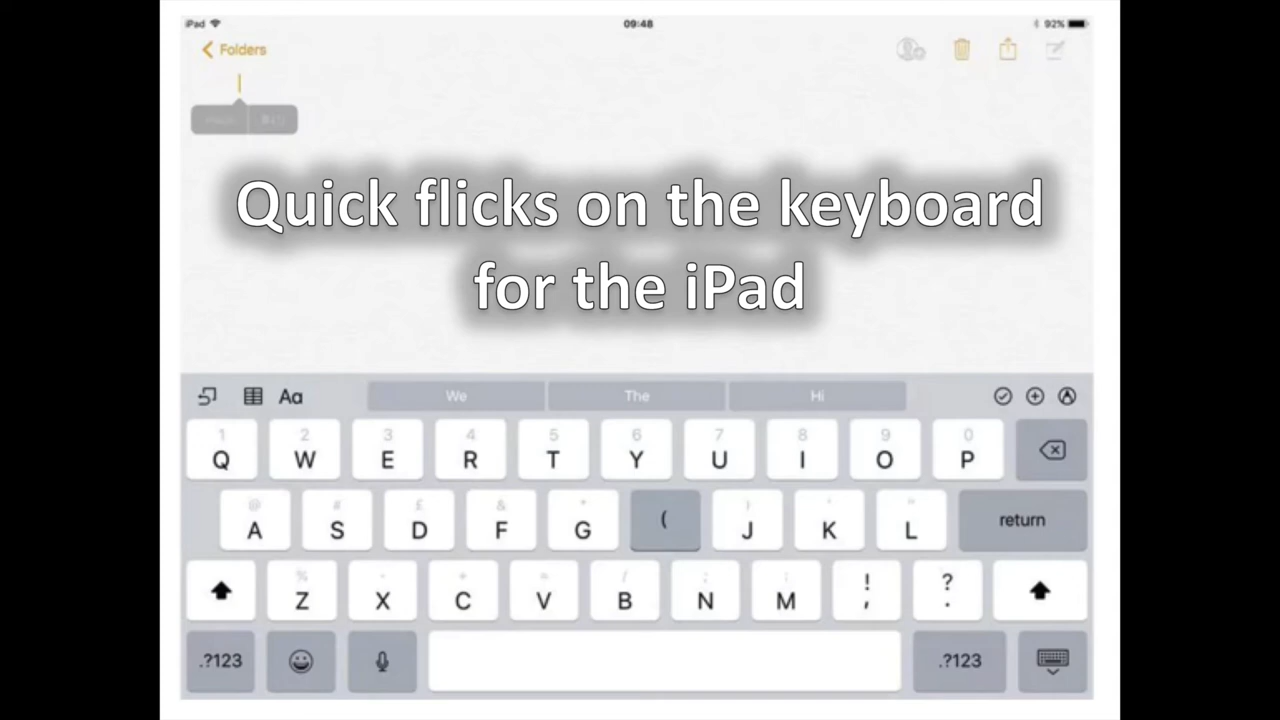 iPad 09:48 92%
Folders
Quick flicks on the keyboard
for the iPad
Aa We The Hi
1 2 3 4 5 6 7 8 9 0
Q W E R T Y U I O P
@ # £ & * ) ' "
A S D F G ( J K L return
% - + = / ; : ! ?
Z X C V B N M , .
.?123 .?123